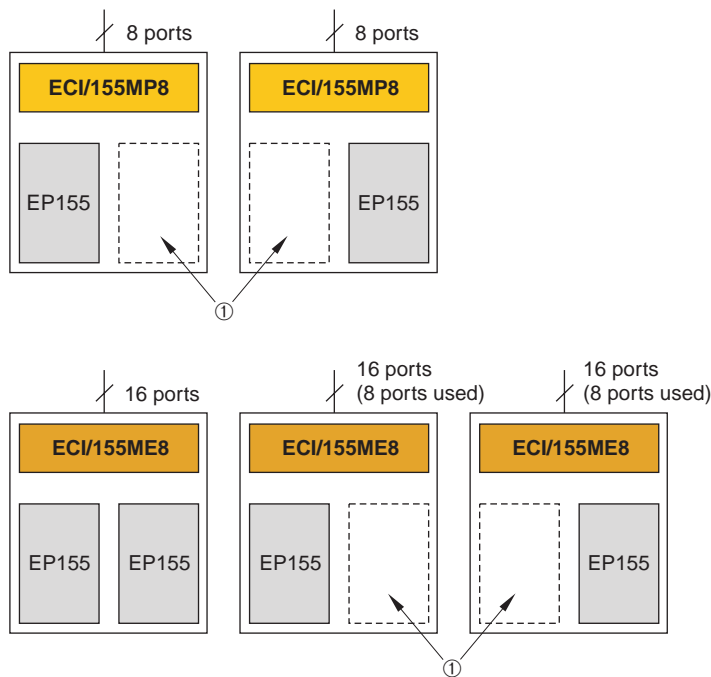 8 ports
8 ports
ECI/155MP8
ECI/155MP8
EP155
EP155
①
16 ports
16 ports
(8 ports used)
16 ports
(8 ports used)
ECI/155ME8
ECI/155ME8
ECI/155ME8
EP155
EP155
EP155
EP155
①